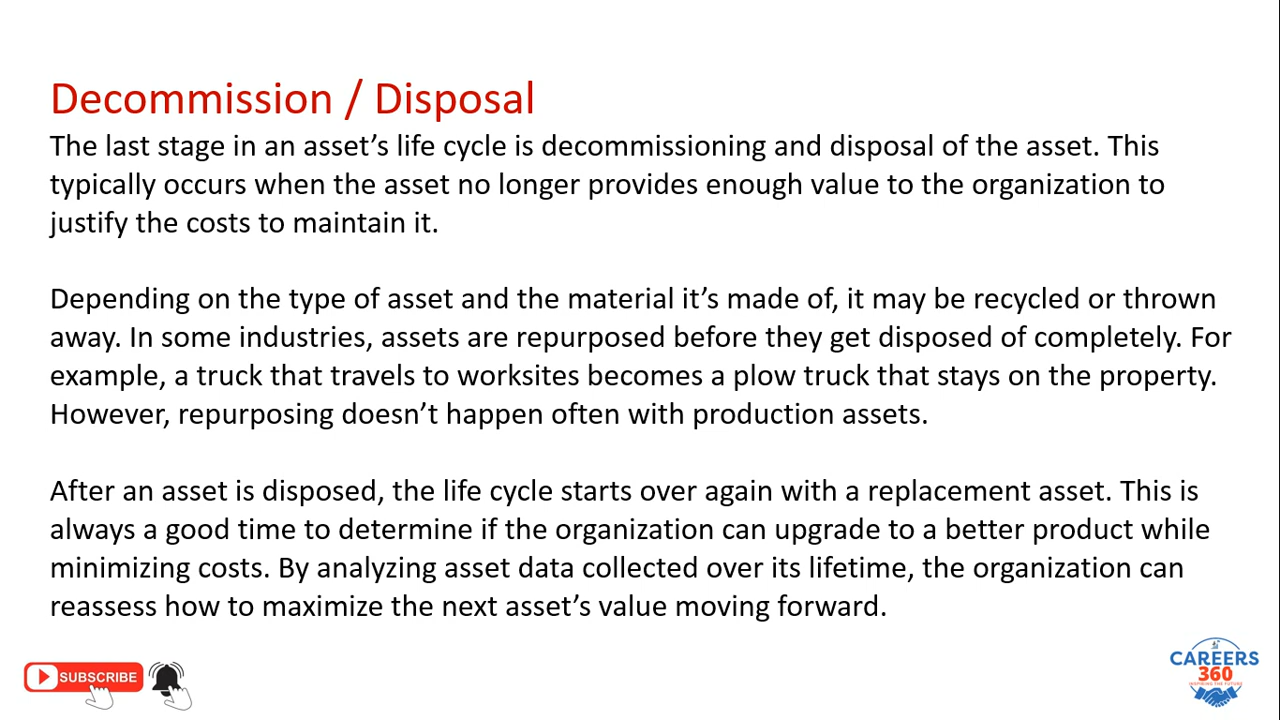 Decommission / Disposal
The last stage in an asset’s life cycle is decommissioning and disposal of the asset. This
typically occurs when the asset no longer provides enough value to the organization to
justify the costs to maintain it.
Depending on the type of asset and the material it’s made of, it may be recycled or thrown
away. In some industries, assets are repurposed before they get disposed of completely. For
example, a truck that travels to worksites becomes a plow truck that stays on the property.
However, repurposing doesn’t happen often with production assets.
After an asset is disposed, the life cycle starts over again with a replacement asset. This is
always a good time to determine if the organization can upgrade to a better product while
minimizing costs. By analyzing asset data collected over its lifetime, the organization can
reassess how to maximize the next asset’s value moving forward.
SUBSCRIBE
CAREERS
360
INSPIRING THE FUTURE